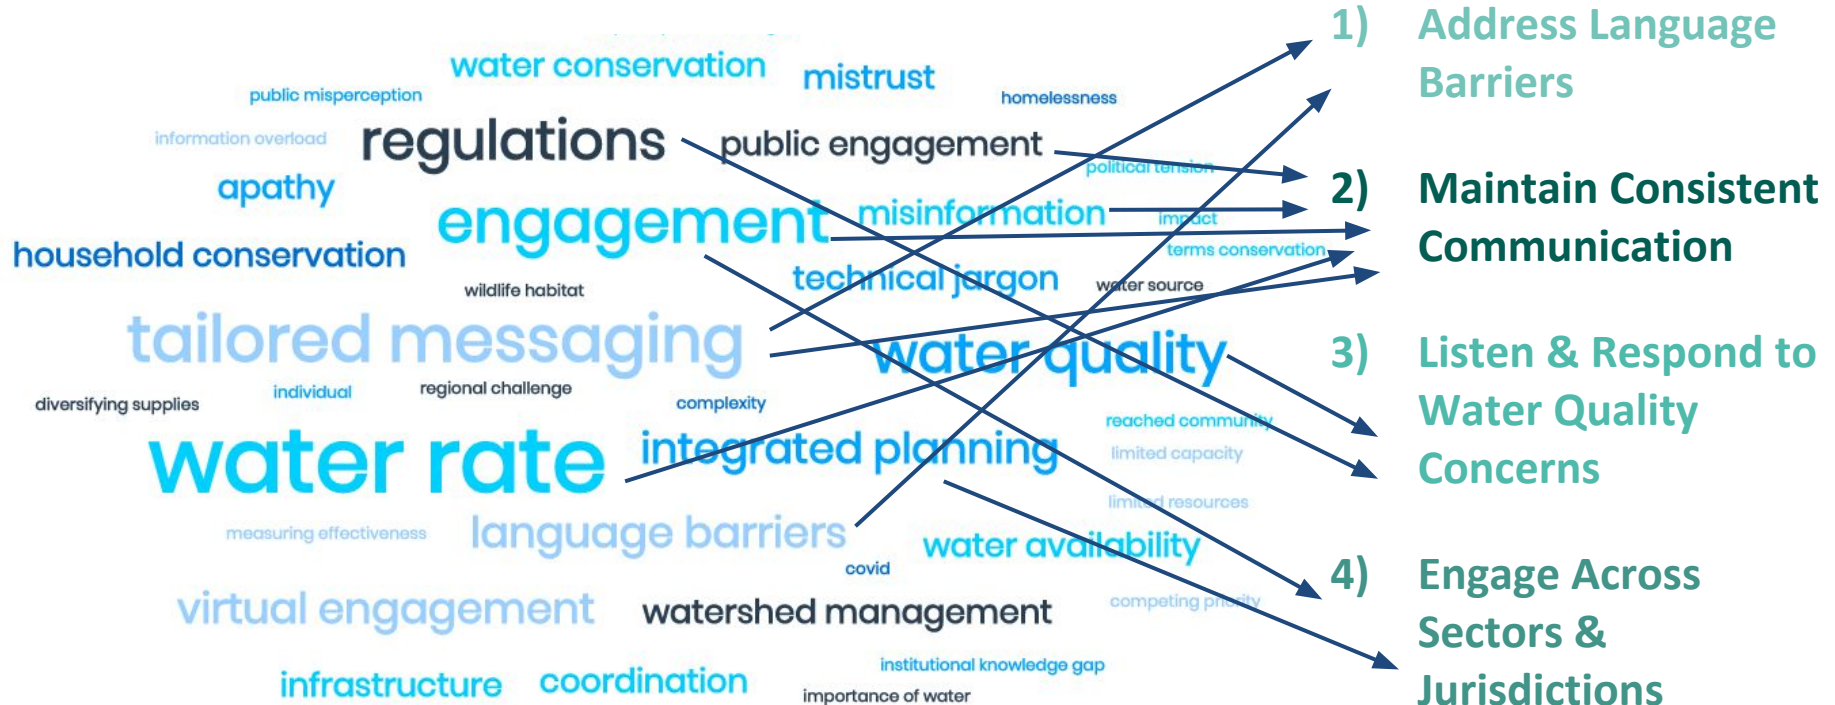 water conservation
mistrust
public misperception
homelessness
information overload
regulations
public engagement
political tension
apathy
engagement
misinformation
impact
household conservation
technical jargon
terms conservation
wildlife habitat
water source
tailored messaging
water quality
diversifying supplies
individual
regional challenge
complexity
reached community
water rate
integrated planning
limited capacity
limited resources
measuring effectiveness
language barriers
water availability
covid
virtual engagement
watershed management
competing priority
infrastructure
coordination
institutional knowledge gap
importance of water
1) Address Language
Barriers
2) Maintain Consistent
Communication
3) Listen & Respond to
Water Quality
Concerns
4) Engage Across
Sectors &
Jurisdictions